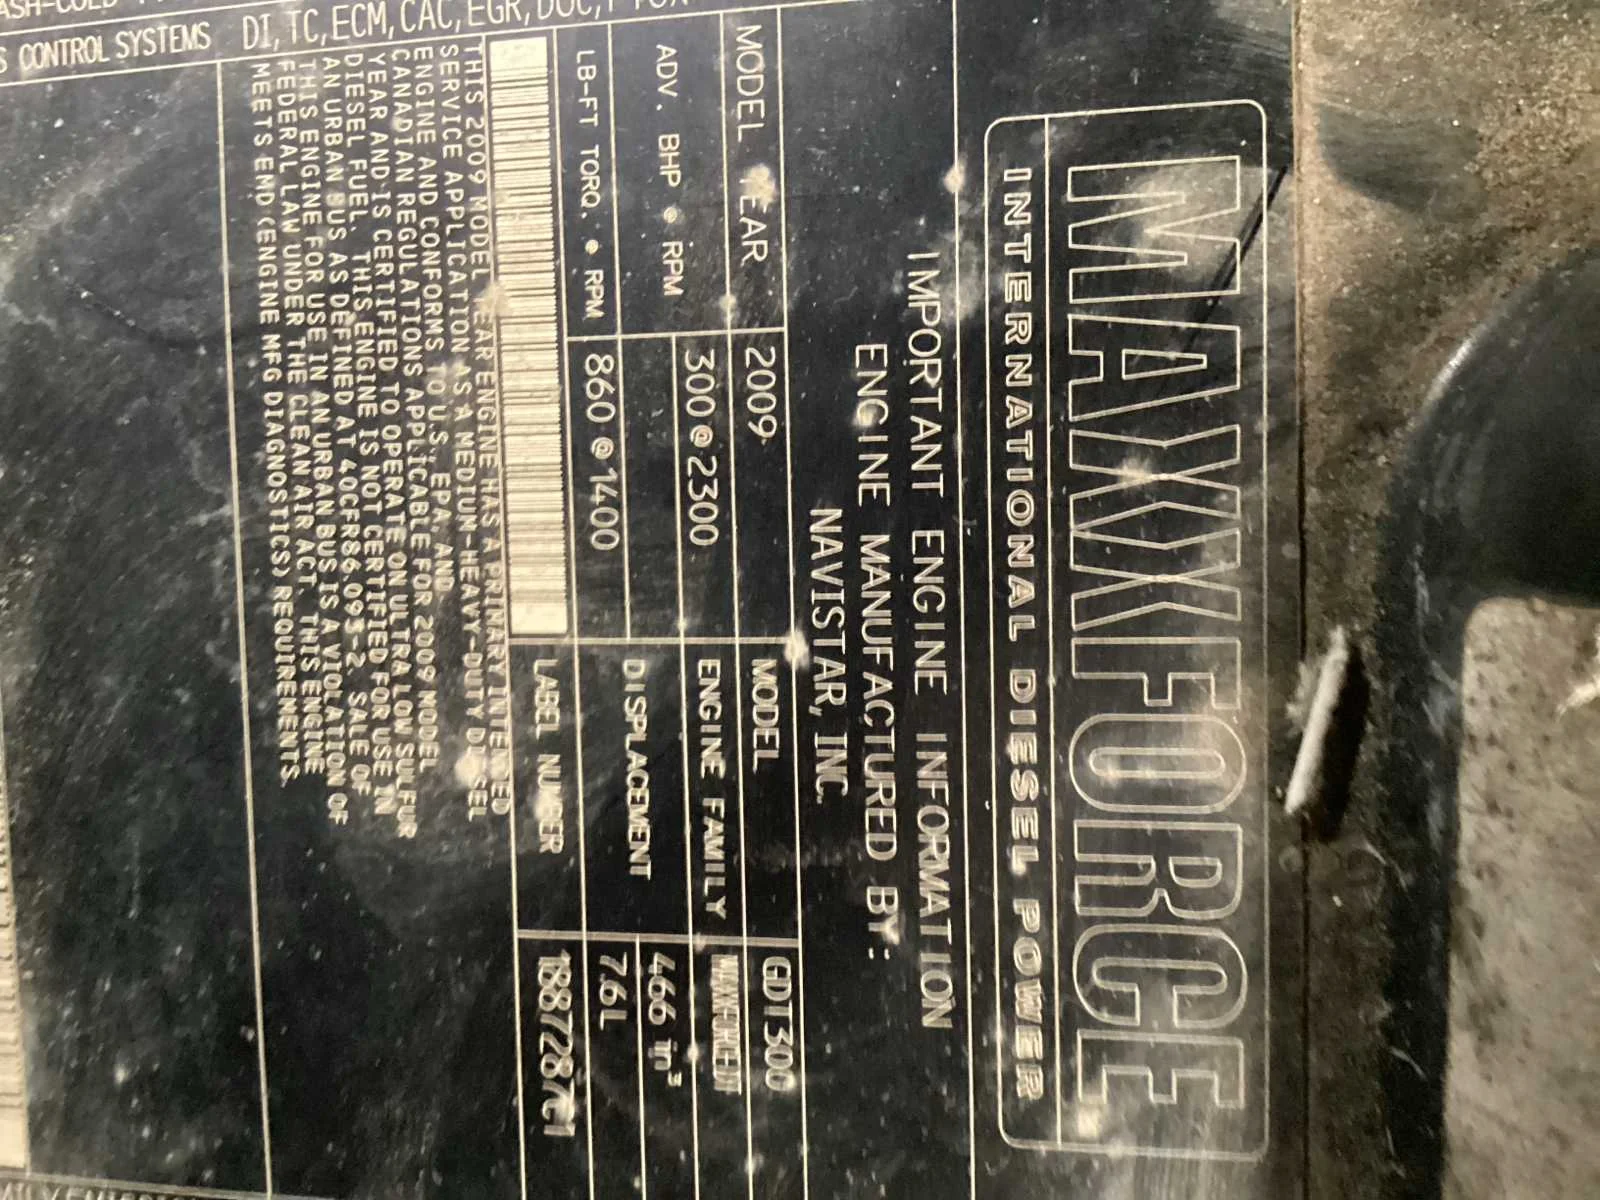 MAXXFORCE
INTERNATIONAL DIESEL POWER
IMPORTANT ENGINE INFORMATION
ENGINE MANUFACTURED BY:
NAVISTAR, INC.
MODEL YEAR 2009 MODEL GDT300
ADV. BHP @ RPM 300@2300 ENGINE FAMILY MAXXFORCE DT
LB-FT TORQ. @ RPM 860@1400 DISPLACEMENT 466 in³
7.6L
LABEL NUMBER 1887287C1
THIS 2009 MODEL YEAR ENGINE HAS A PRIMARY INTENDED
SERVICE APPLICATION AS A MEDIUM-HEAVY-DUTY DIESEL
ENGINE AND CONFORMS TO U.S. EPA, AND
CANADIAN REGULATIONS APPLICABLE FOR 2009 MODEL
YEAR AND IS CERTIFIED TO OPERATE ON ULTRA LOW SULFUR
DIESEL FUEL. THIS ENGINE IS NOT CERTIFIED FOR USE IN
AN URBAN BUS AS DEFINED AT 40CFR86.093-2. SALE OF
THIS ENGINE FOR USE IN AN URBAN BUS IS A VIOLATION OF
FEDERAL LAW UNDER THE CLEAN AIR ACT. THIS ENGINE
MEETS EMD (ENGINE MFG DIAGNOSTICS) REQUIREMENTS.
CONTROL SYSTEMS DI, TC, ECM, CAC, EGR, DOC,